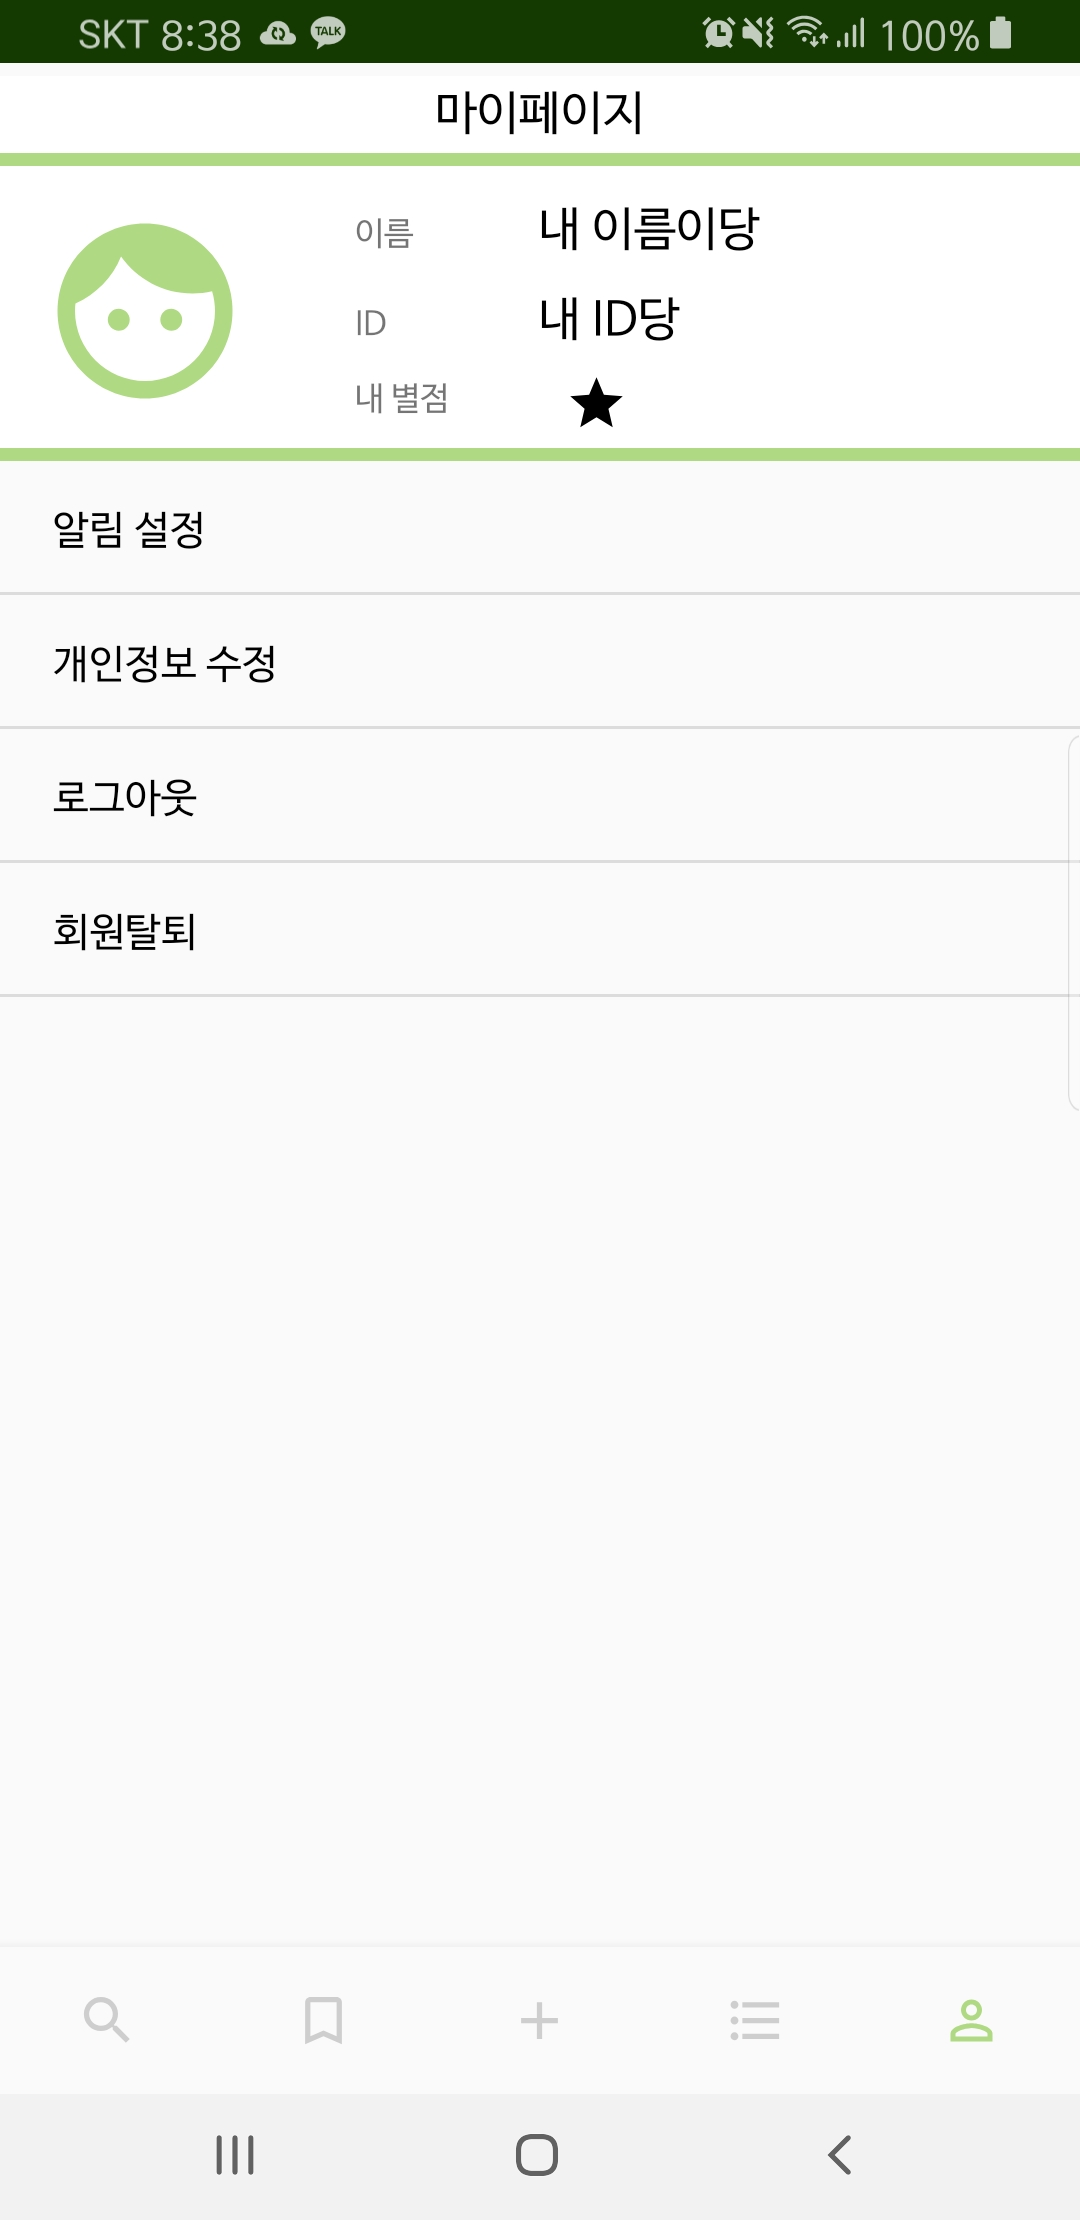 SKT 8:38 TALK 100%
마이페이지
이름 내 이름이당
ID 내 ID당
내 별점
알림 설정
개인정보 수정
로그아웃
회원탈퇴